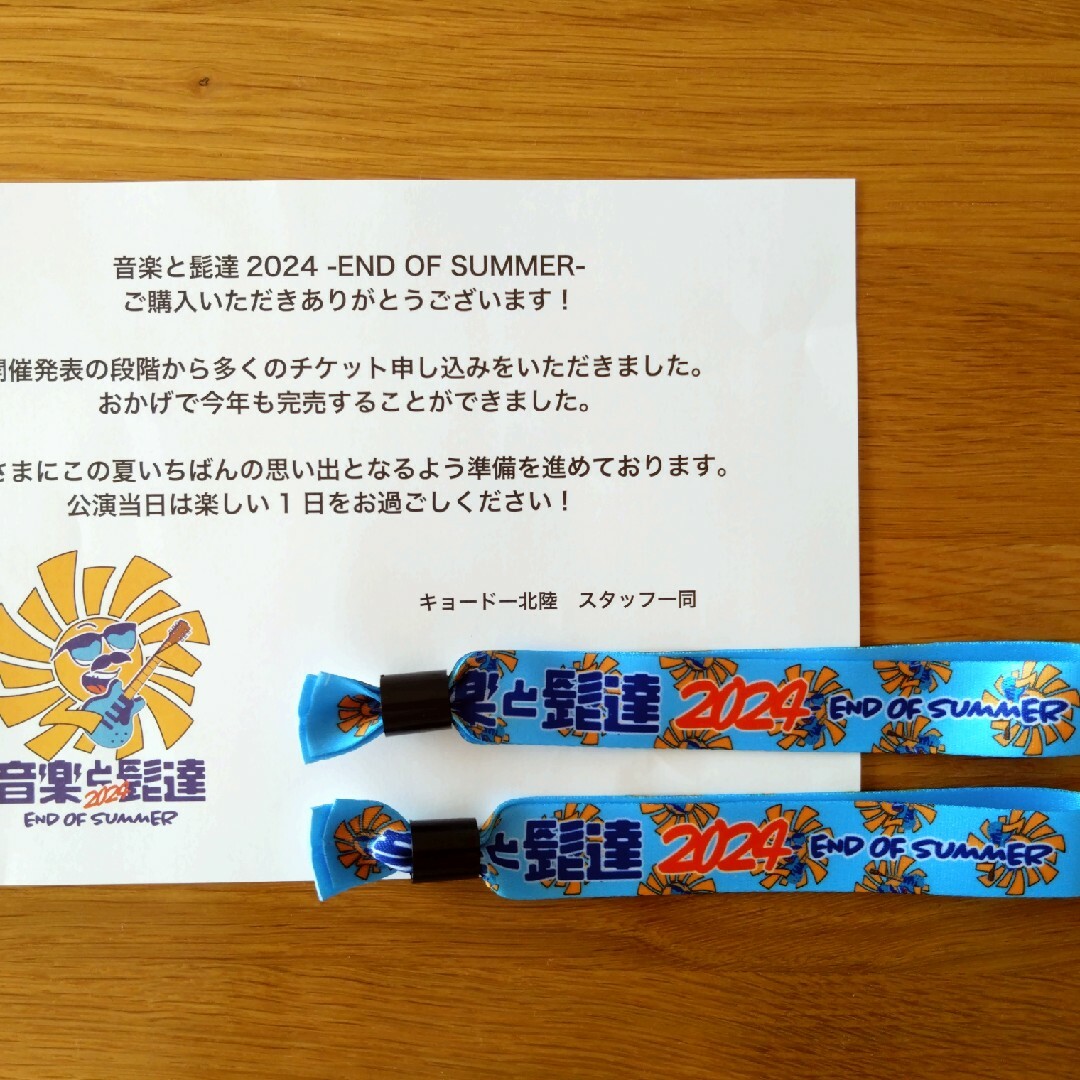 音楽と髭達 2024 -END OF SUMMER-
ご購入いただきありがとうございます！
催発表の段階から多くのチケット申し込みをいただきました。
おかげで今年も完売することができました。
さまにこの夏いちばんの思い出となるよう準備を進めております。
公演当日は楽しい１日をお過ごしください！
キョードー北陸　スタッフ一同
音楽と髭達
2024
END OF SUMMER
楽と髭達 2024 END OF SUMMER
と髭達 2024 END OF SUMMER